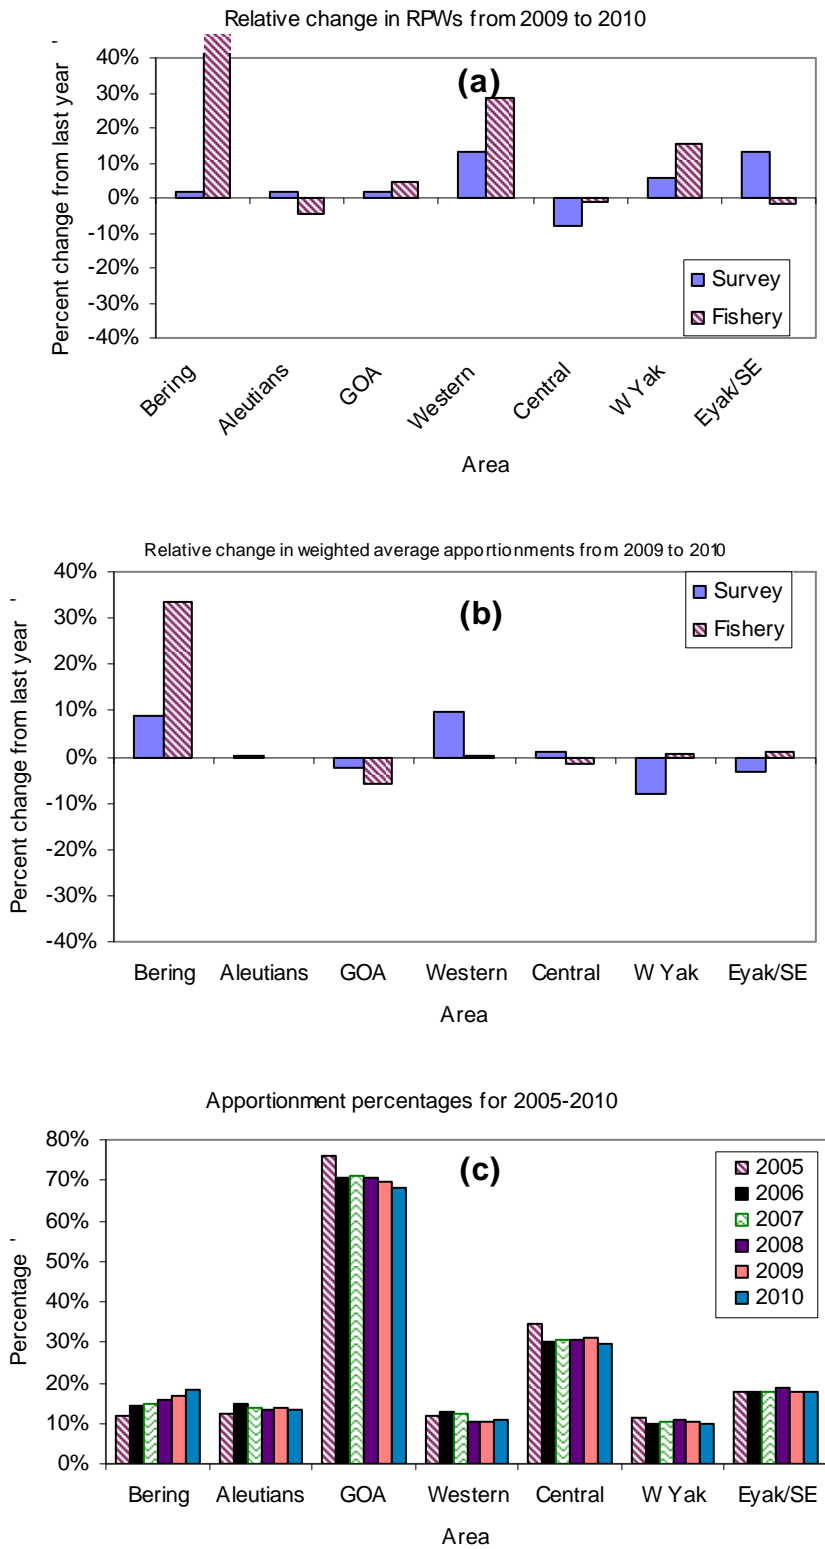 Relative change in RPWs from 2009 to 2010
Percent change from last year '
40%
30%
20%
10%
0%
-10%
-20%
-30%
-40%
(a)
Survey
Fishery
Bering
Aleutians
GOA
Western
Central
W Yak
Eyak/SE
Area
Relative change in weighted average apportionments from 2009 to 2010
Percent change from last year '
40%
30%
20%
10%
0%
-10%
-20%
-30%
-40%
(b)
Survey
Fishery
Bering
Aleutians
GOA
Western
Central
W Yak
Eyak/SE
Area
Apportionment percentages for 2005-2010
Percentage '
80%
70%
60%
50%
40%
30%
20%
10%
0%
(c)
2005
2006
2007
2008
2009
2010
Bering
Aleutians
GOA
Western
Central
W Yak
Eyak/SE
Area